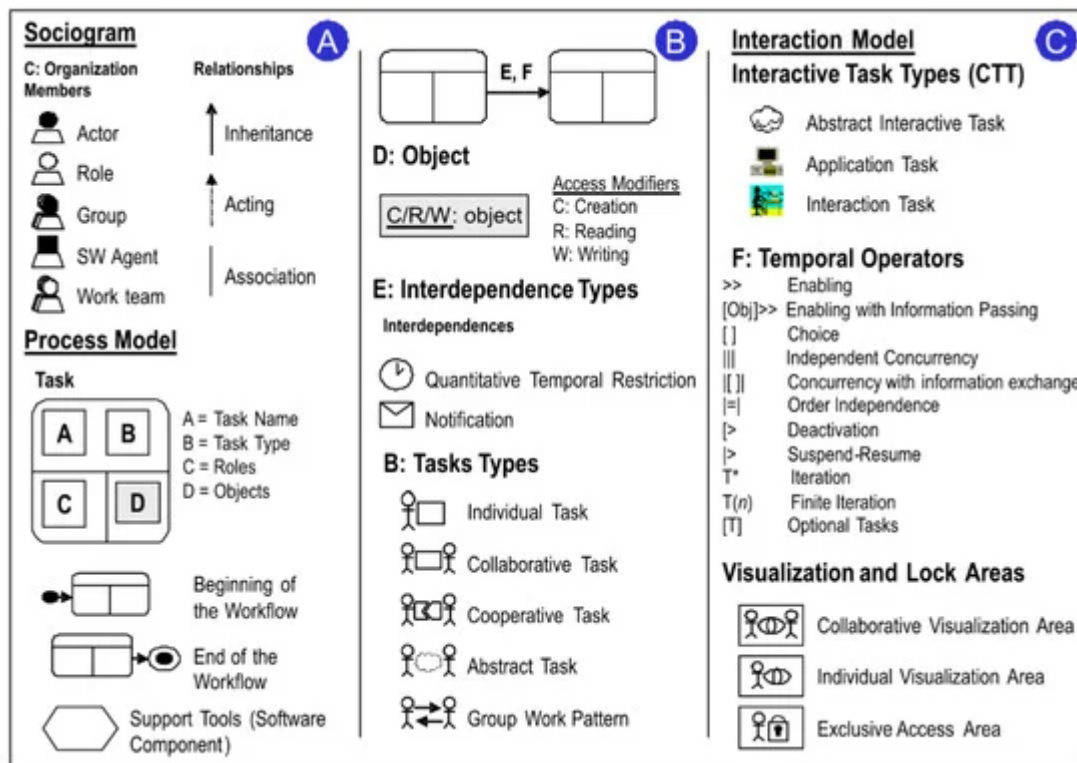 Sociogram
A
C: Organization
Members
Relationships
Actor
Role
Group
SW Agent
Work team
Inheritance
Acting
Association
Process Model
Task
A
B
C
D
A = Task Name
B = Task Type
C = Roles
D = Objects
Beginning of
the Workflow
End of the
Workflow
Support Tools (Software
Component)
B
E, F
D: Object
C/R/W: object
Access Modifiers
C: Creation
R: Reading
W: Writing
E: Interdependence Types
Interdependences
Quantitative Temporal Restriction
Notification
B: Tasks Types
Individual Task
Collaborative Task
Cooperative Task
Abstract Task
Group Work Pattern
Interaction Model
C
Interactive Task Types (CTT)
Abstract Interactive Task
Application Task
Interaction Task
F: Temporal Operators
>> Enabling
[Obj]>> Enabling with Information Passing
[ ] Choice
||| Independent Concurrency
|[ ]| Concurrency with information exchange
|=| Order Independence
[> Deactivation
|> Suspend-Resume
T* Iteration
T(n) Finite Iteration
[T] Optional Tasks
Visualization and Lock Areas
Collaborative Visualization Area
Individual Visualization Area
Exclusive Access Area